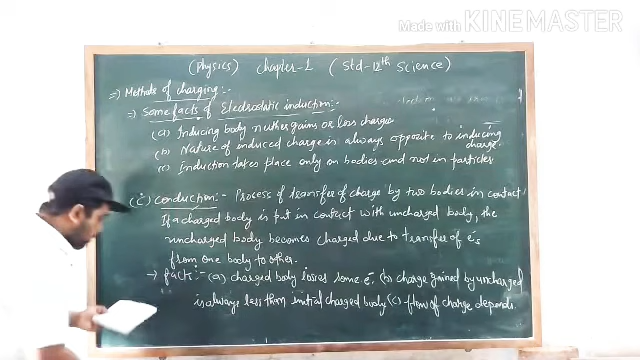 Made with KINEMASTER
(Physics) Chapter-1 (Std-12th Science)
=> Methods of charging :-
=> Some facts of Electrostatic induction :-
(a) Inducing body neither gains or loss charges
(b) Nature of induced charge is always opposite to inducing charge.
(c) Induction takes place only on bodies and not in particles
conduction :- Process of transfer of charge by two bodies in contact.
If a charged body is put in contact with uncharged body, the
uncharged body becomes charged due to transfer of e's
from one body to other.
→ facts :- (a) charged body losses some e⁻. (b) charge gained by uncharged
is always less then initial charged body (c) flow of charge depends.